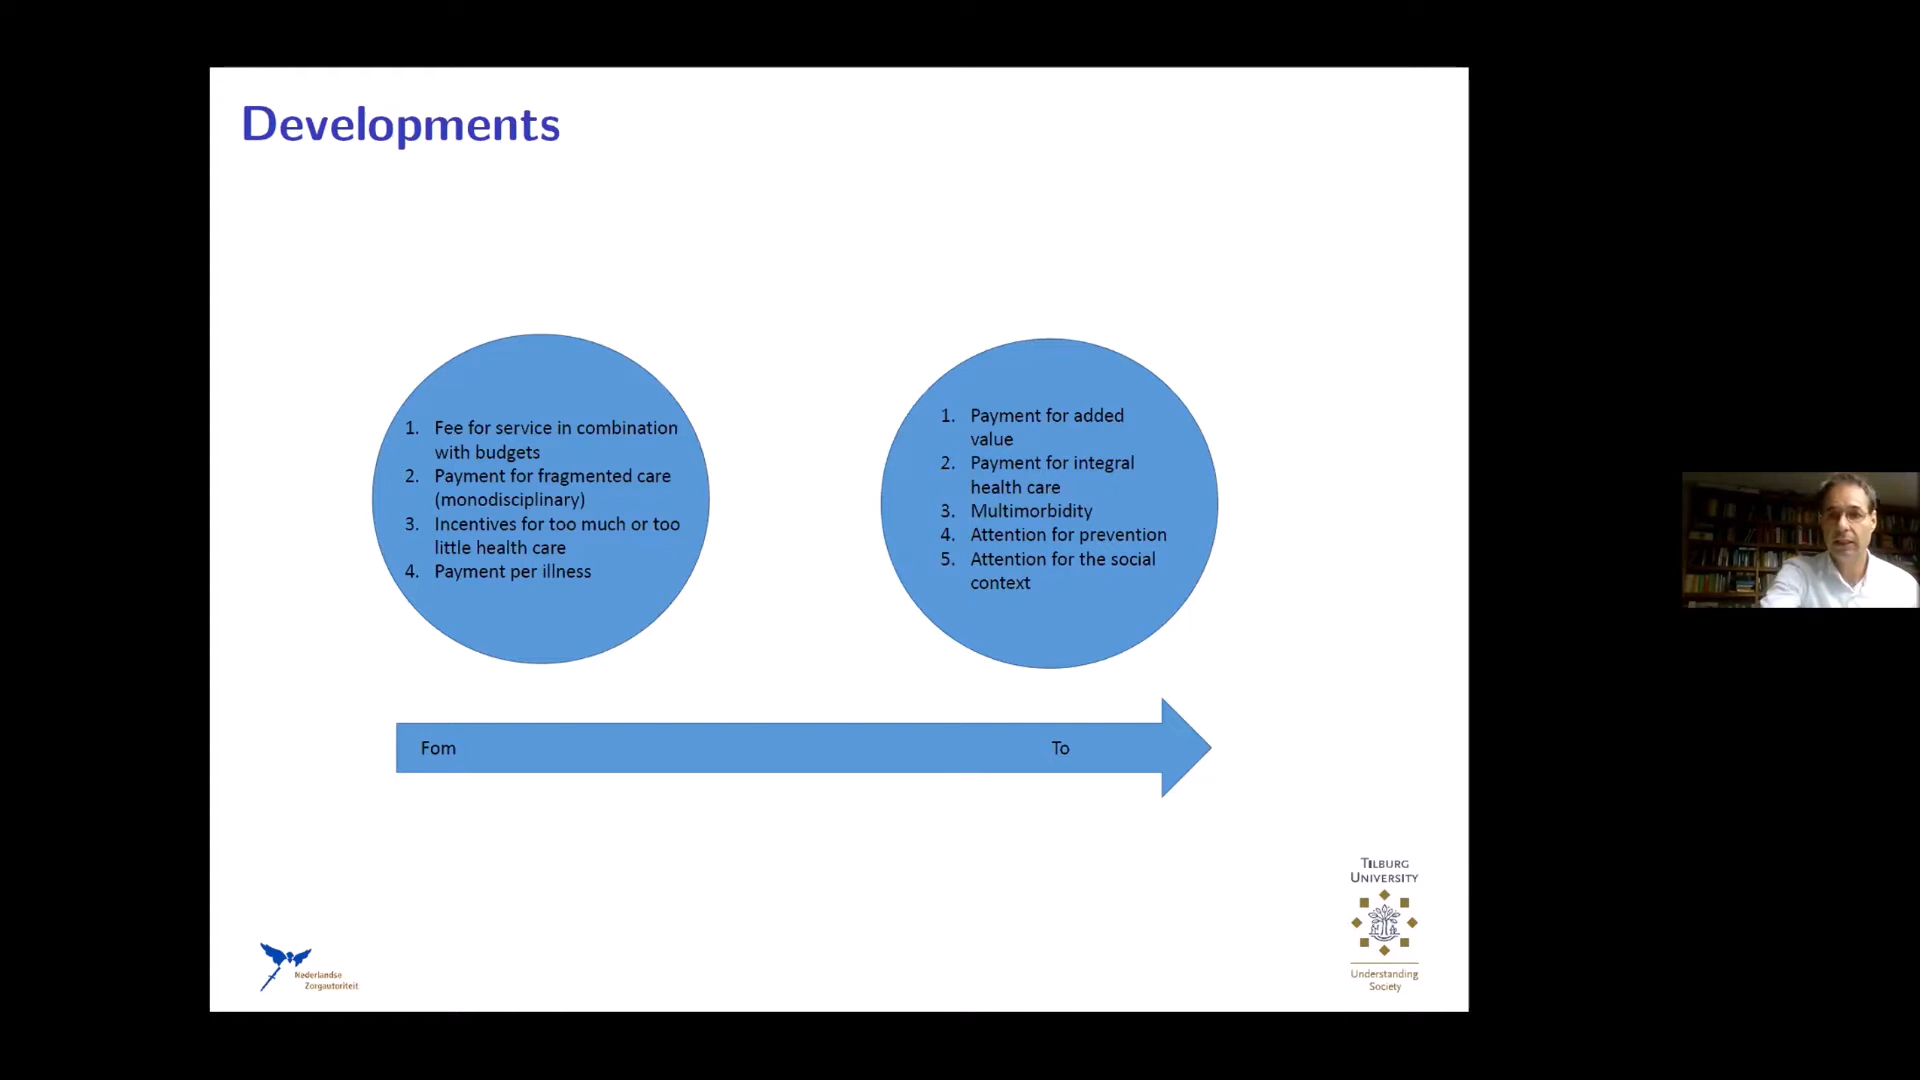 Developments
1. Fee for service in combination
with budgets
2. Payment for fragmented care
(monodisciplinary)
3. Incentives for too much or too
little health care
4. Payment per illness
1. Payment for added
value
2. Payment for integral
health care
3. Multimorbidity
4. Attention for prevention
5. Attention for the social
context
Fom
To
Nederlandse
Zorgautoriteit
TILBURG
UNIVERSITY
Understanding
Society